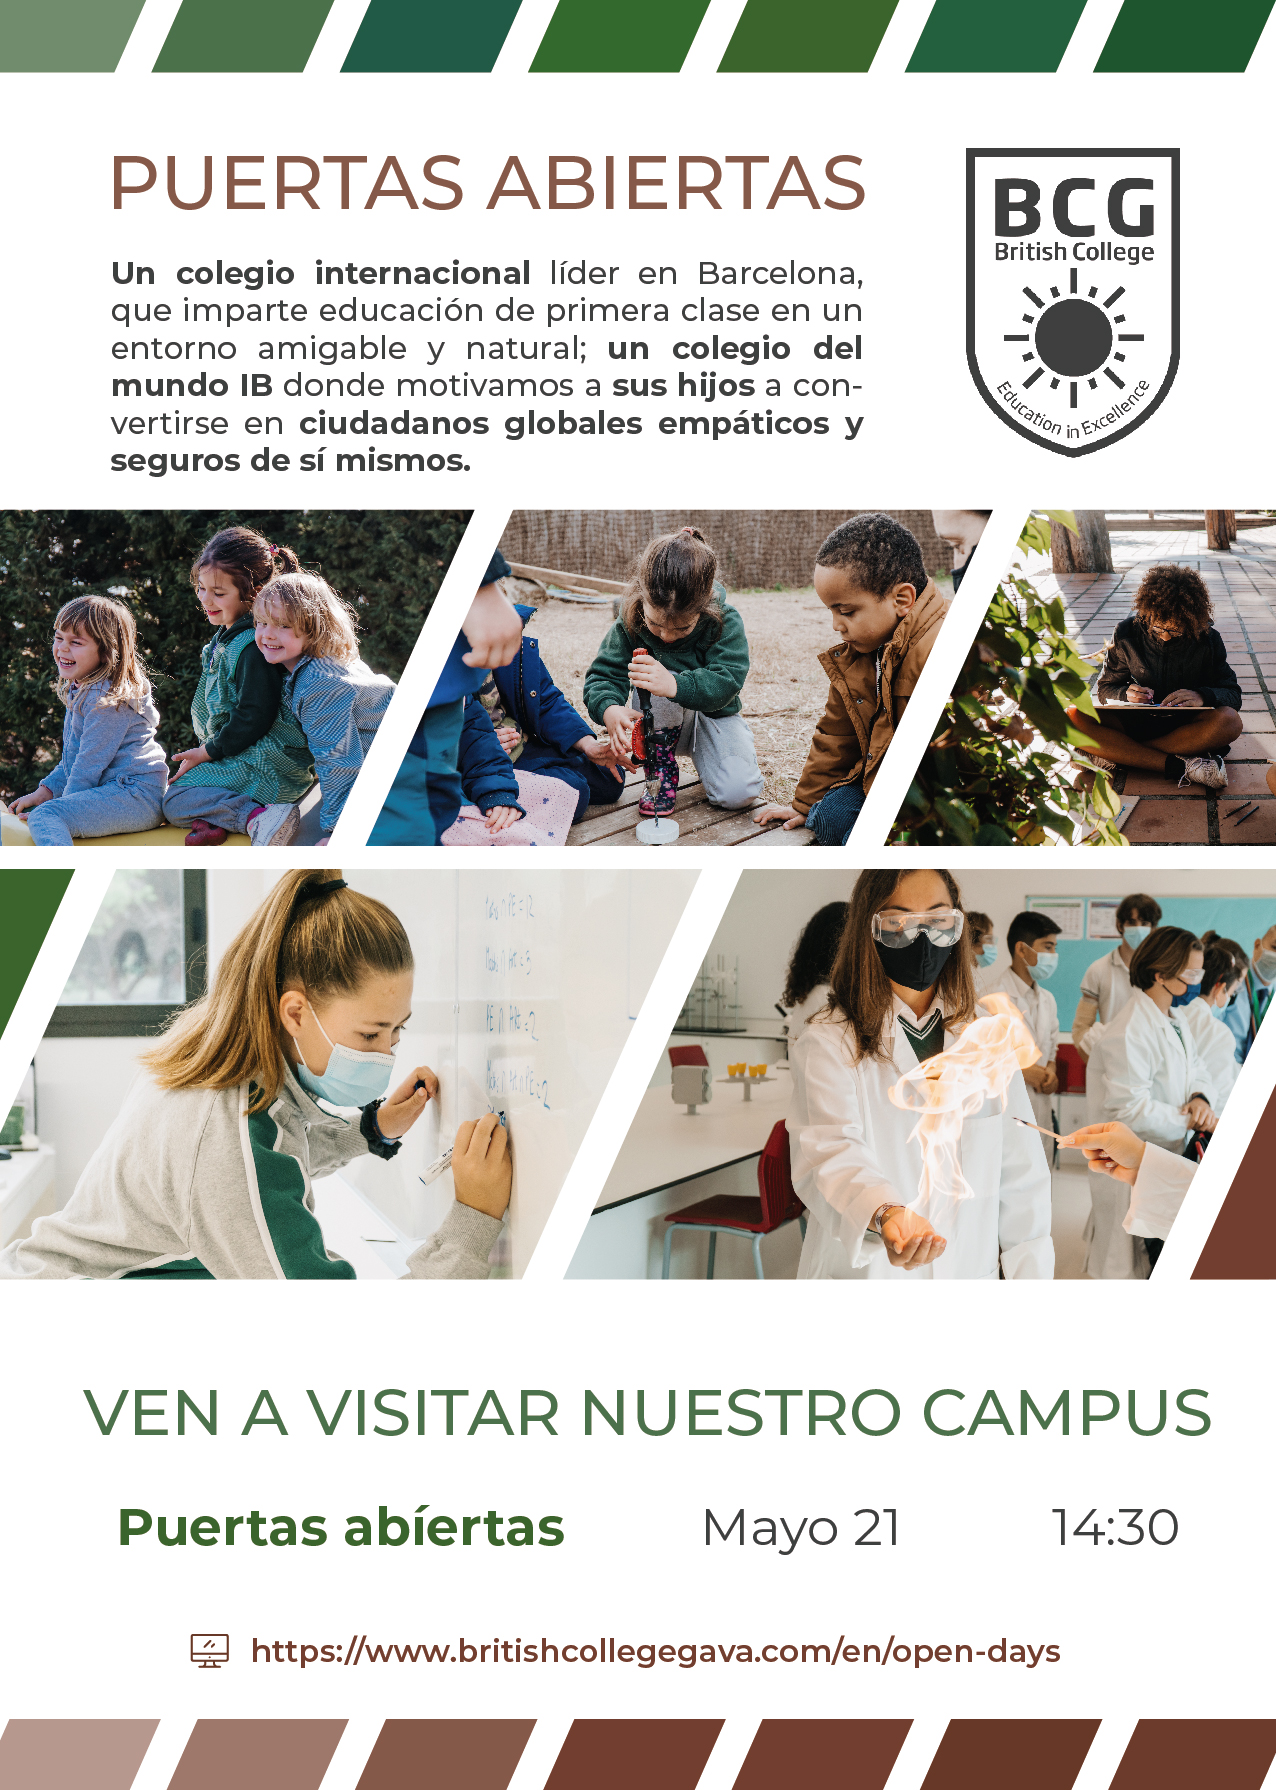 PUERTAS ABIERTAS
Un colegio internacional líder en Barcelona,
que imparte educación de primera clase en un
entorno amigable y natural; un colegio del
mundo IB donde motivamos a sus hijos a con-
vertirse en ciudadanos globales empáticos y
seguros de sí mismos.
BCG
British College
Education in Excellence
VEN A VISITAR NUESTRO CAMPUS
Puertas abíertas Mayo 21 14:30
https://www.britishcollegegava.com/en/open-days